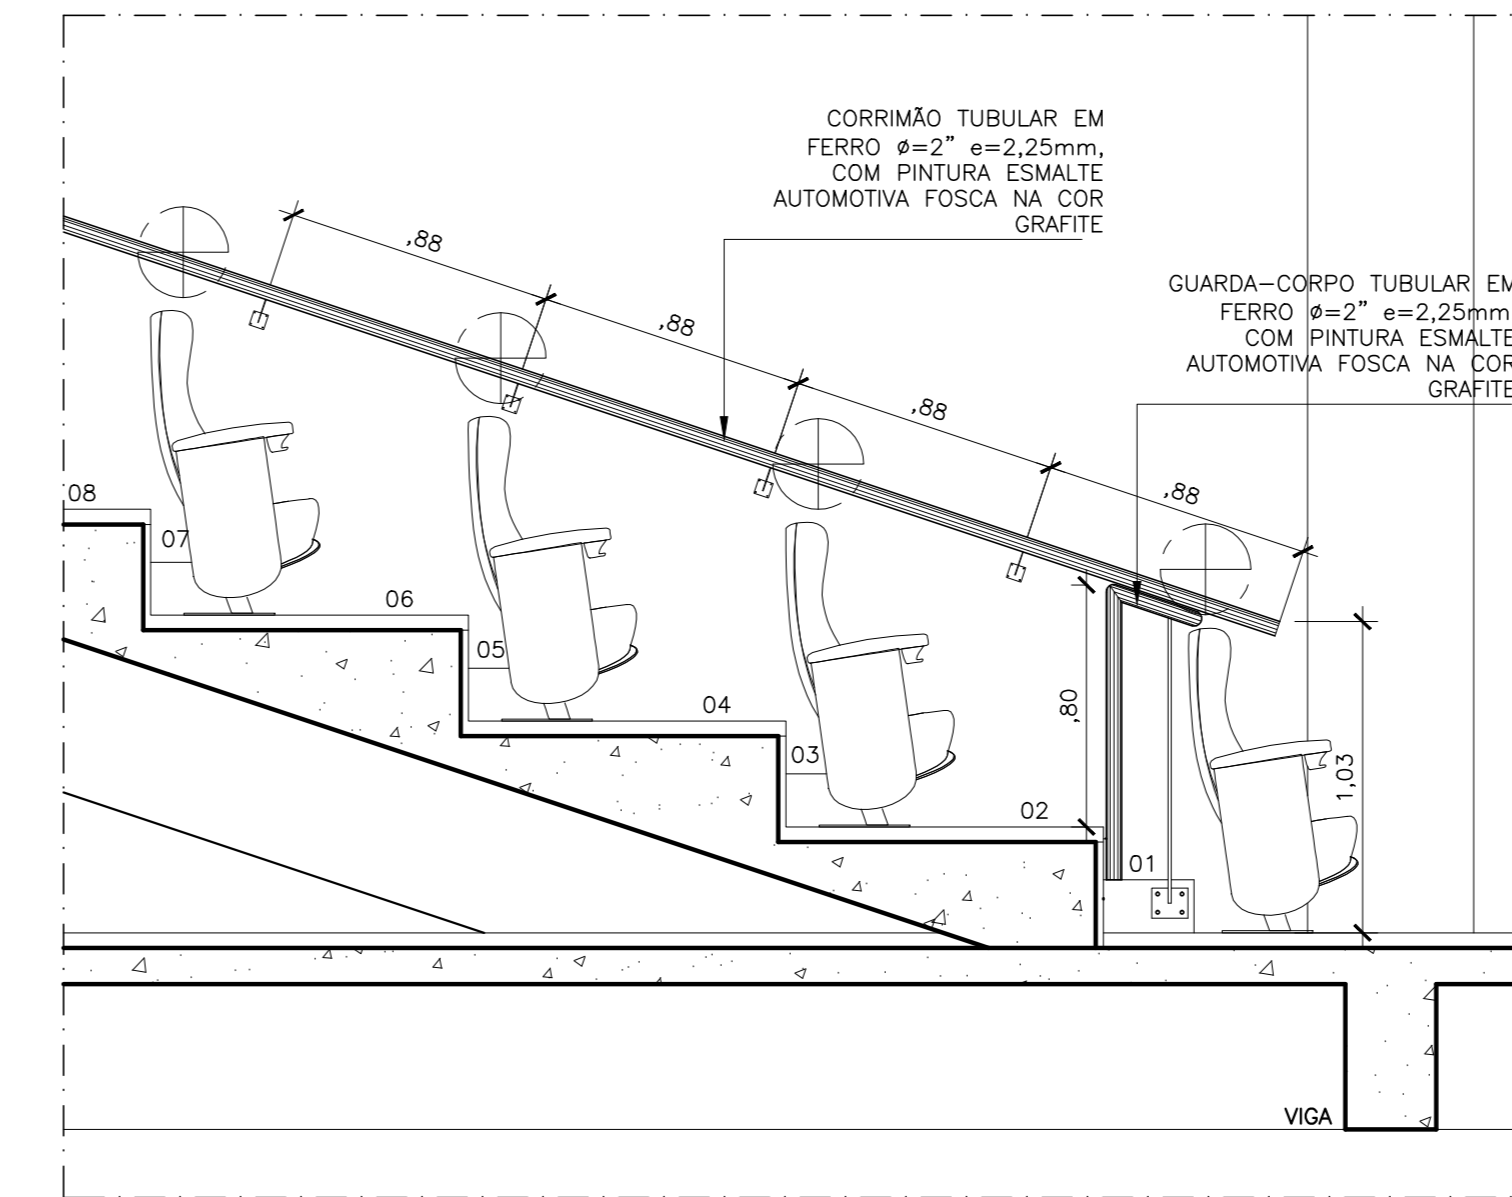 CORRIMÃO TUBULAR EM
FERRO ø=2" e=2,25mm,
COM PINTURA ESMALTE
AUTOMOTIVA FOSCA NA COR
GRAFITE
GUARDA-CORPO TUBULAR EM
FERRO ø=2" e=2,25mm
COM PINTURA ESMALTE
AUTOMOTIVA FOSCA NA COR
GRAFITE
,88
,88
,88
,88
08
07
06
05
04
03
02
01
,80
1,03
VIGA